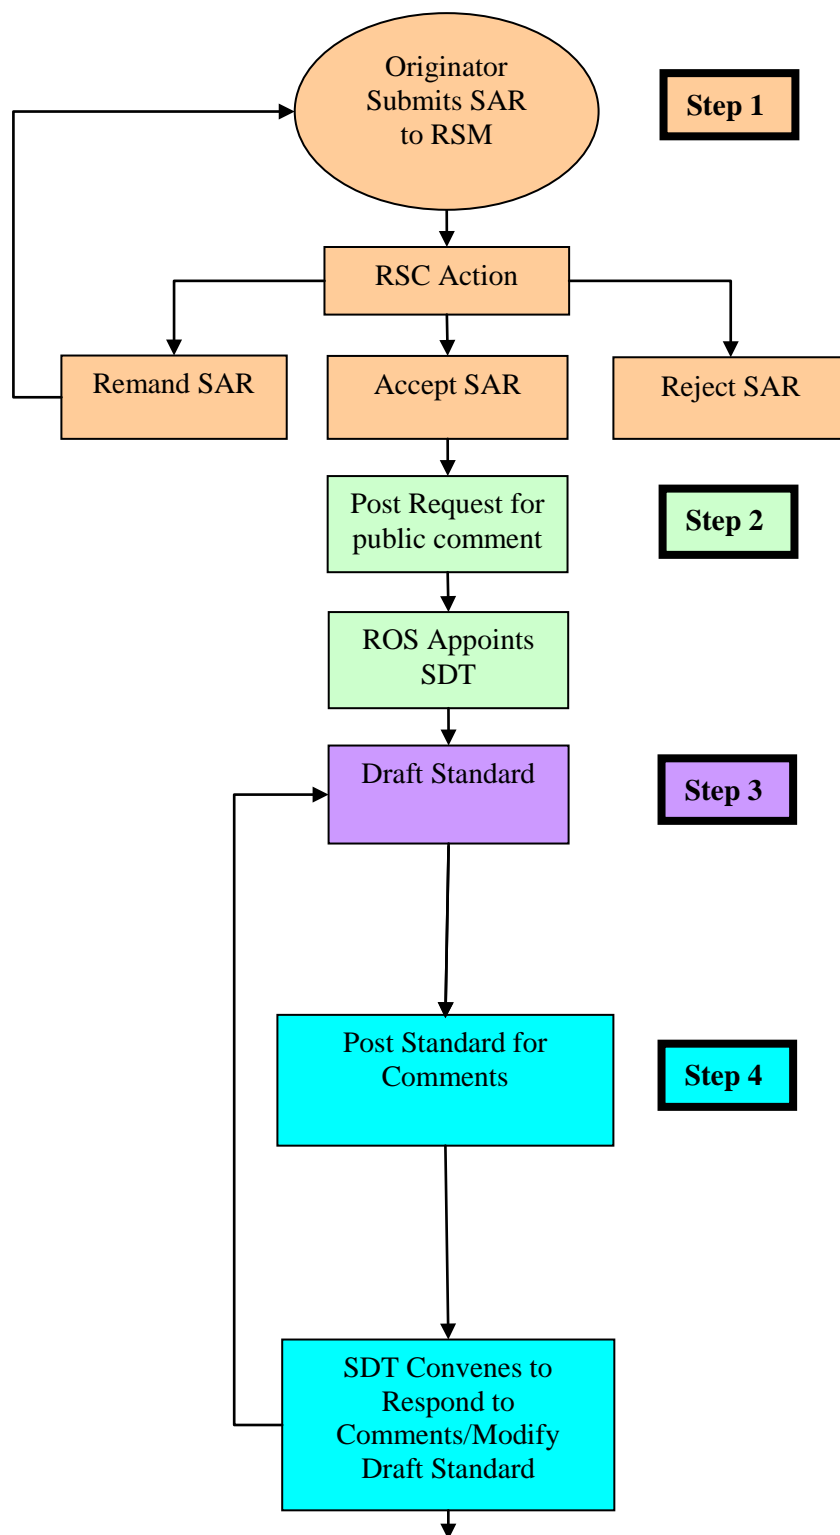 Originator
Submits SAR
to RSM
Step 1
RSC Action
Remand SAR
Accept SAR
Reject SAR
Post Request for
public comment
Step 2
ROS Appoints
SDT
Draft Standard
Step 3
Post Standard for
Comments
Step 4
SDT Convenes to
Respond to
Comments/Modify
Draft Standard